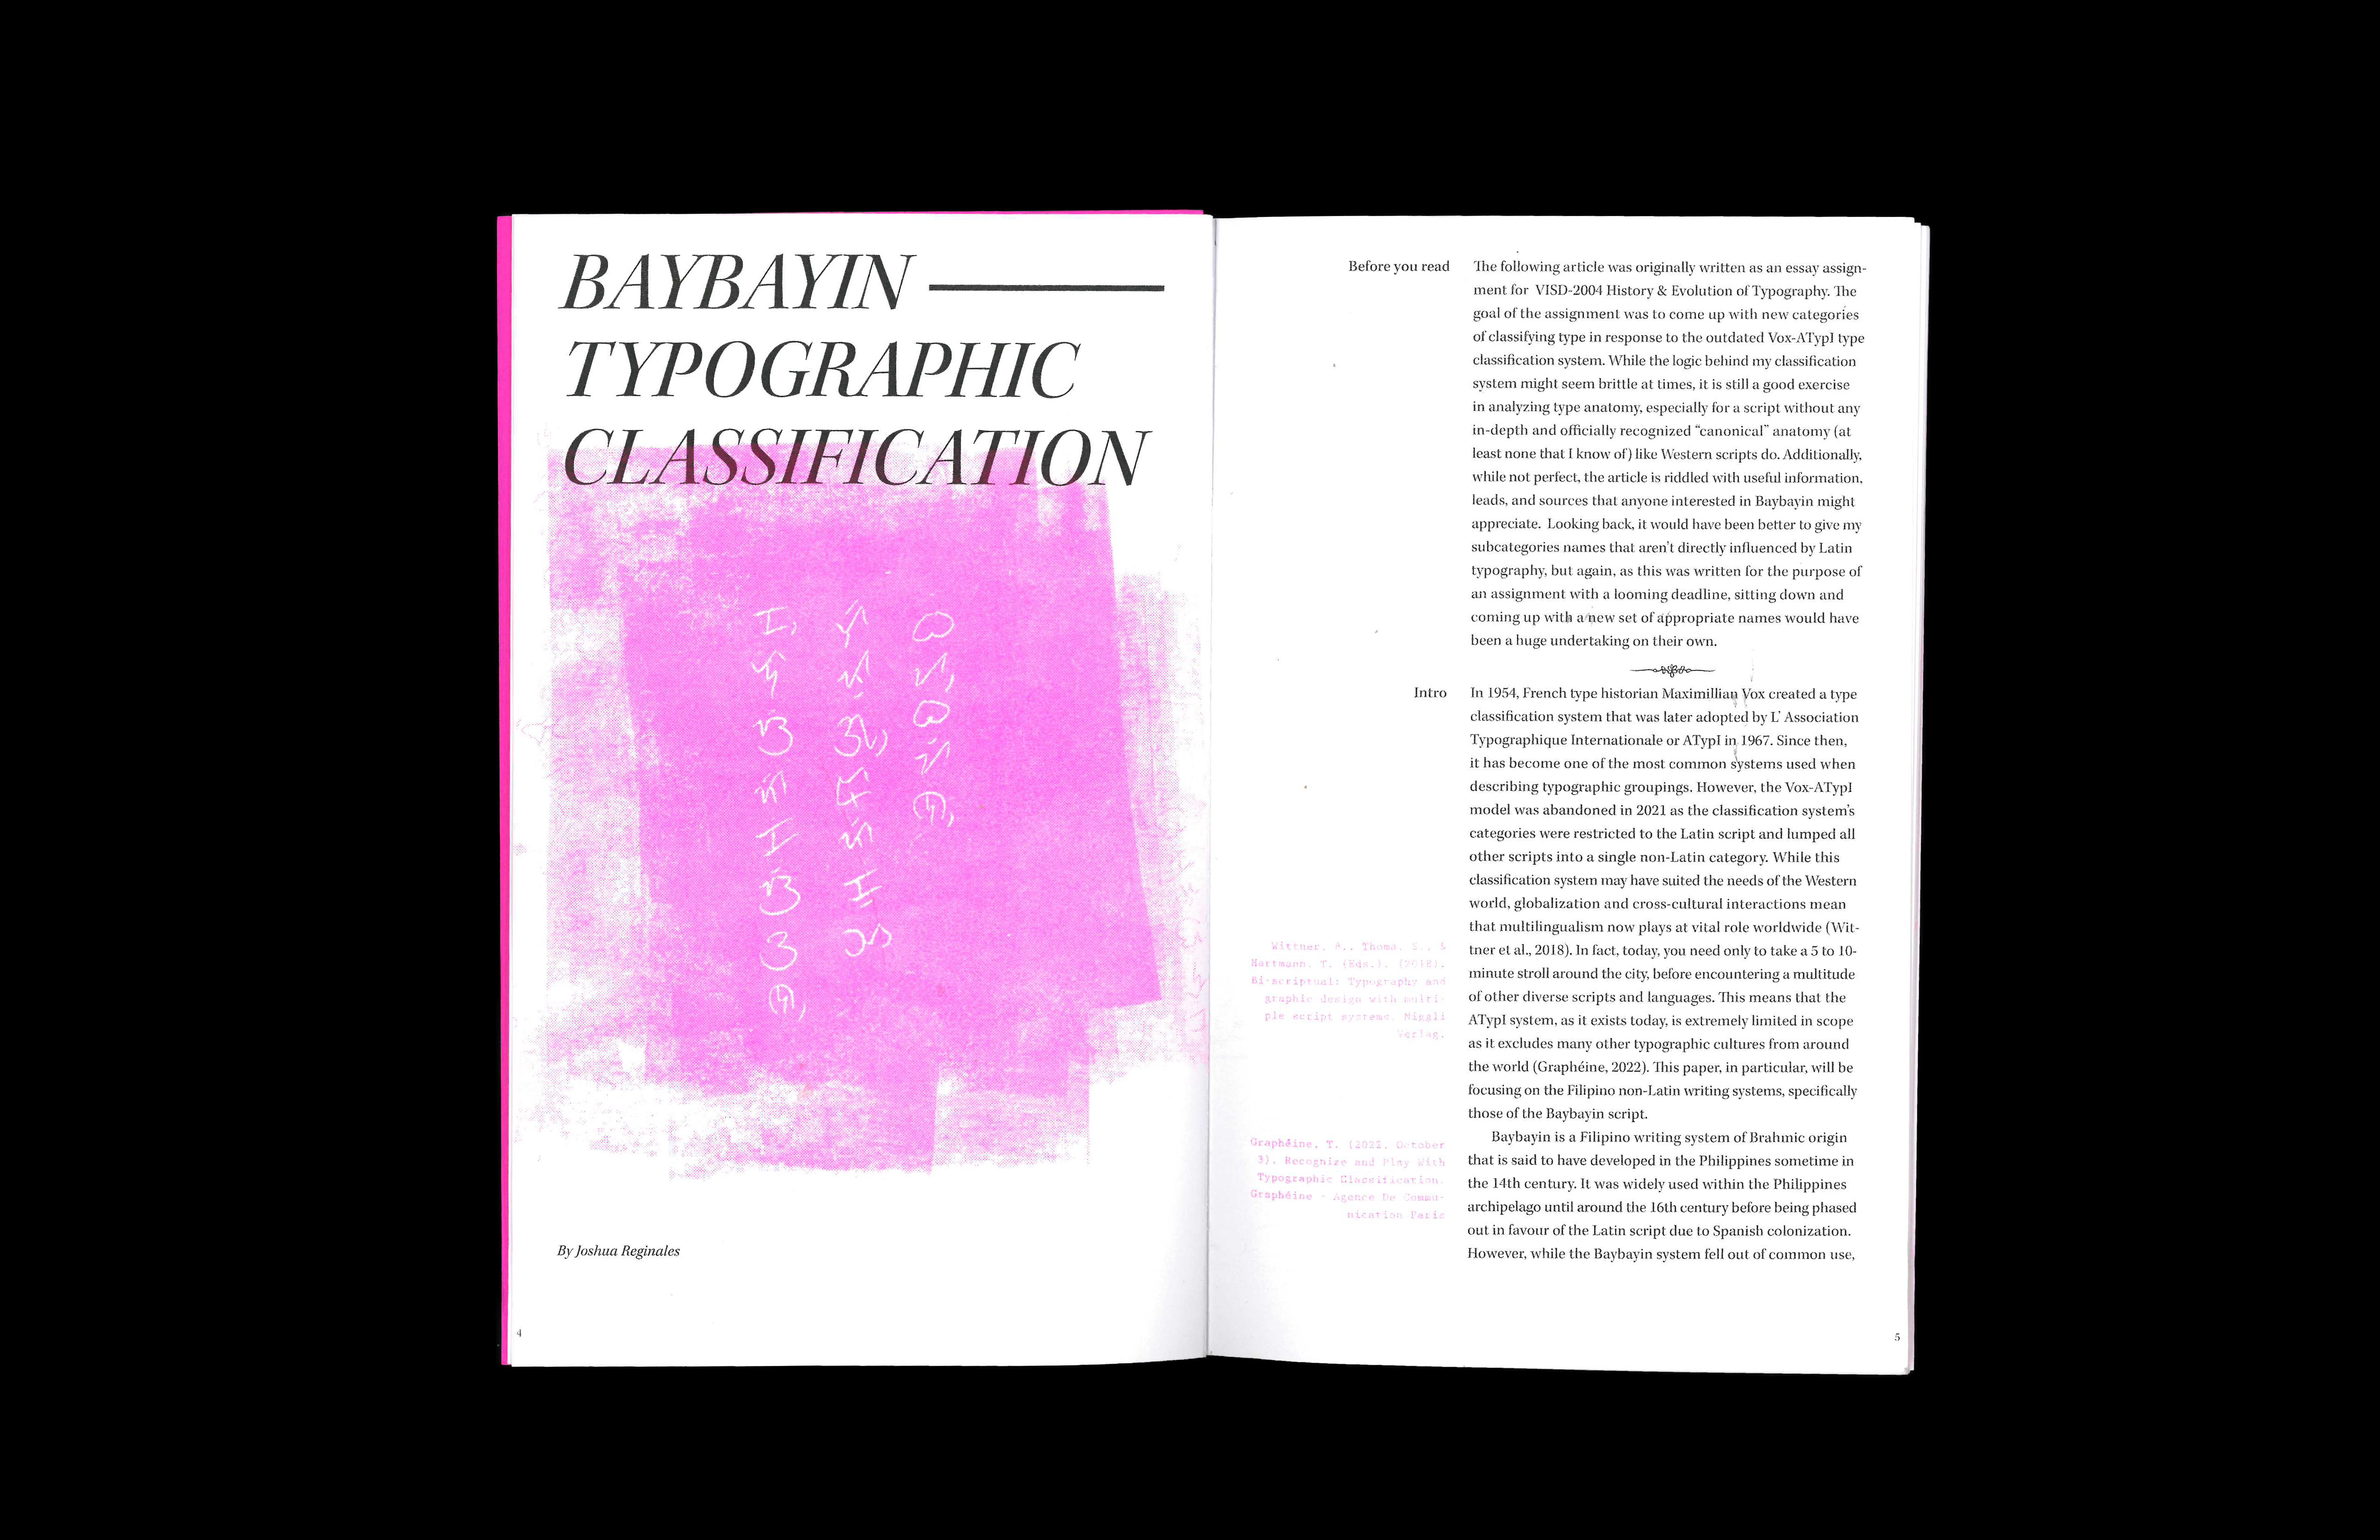 BAYBAYIN
TYPOGRAPHIC
CLASSIFICATION
By Joshua Reginales
4
Before you read
The following article was originally written as an essay assign-
ment for VISD-2004 History & Evolution of Typography. The
goal of the assignment was to come up with new categories
of classifying type in response to the outdated Vox-ATypI type
classification system. While the logic behind my classification
system might seem brittle at times, it is still a good exercise
in analyzing type anatomy, especially for a script without any
in-depth and officially recognized “canonical” anatomy (at
least none that I know of) like Western scripts do. Additionally,
while not perfect, the article is riddled with useful information,
leads, and sources that anyone interested in Baybayin might
appreciate. Looking back, it would have been better to give my
subcategories names that aren’t directly influenced by Latin
typography, but again, as this was written for the purpose of
an assignment with a looming deadline, sitting down and
coming up with a new set of appropriate names would have
been a huge undertaking on their own.
Intro
In 1954, French type historian Maximillian Vox created a type
classification system that was later adopted by L’ Association
Typographique Internationale or ATypI in 1967. Since then,
it has become one of the most common systems used when
describing typographic groupings. However, the Vox-ATypI
model was abandoned in 2021 as the classification system’s
categories were restricted to the Latin script and lumped all
other scripts into a single non-Latin category. While this
classification system may have suited the needs of the Western
world, globalization and cross-cultural interactions mean
that multilingualism now plays at vital role worldwide (Wit-
tner et al., 2018). In fact, today, you need only to take a 5 to 10-
minute stroll around the city, before encountering a multitude
of other diverse scripts and languages. This means that the
ATypI system, as it exists today, is extremely limited in scope
as it excludes many other typographic cultures from around
the world (Graphéine, 2022). This paper, in particular, will be
focusing on the Filipino non-Latin writing systems, specifically
those of the Baybayin script.
Baybayin is a Filipino writing system of Brahmic origin
that is said to have developed in the Philippines sometime in
the 14th century. It was widely used within the Philippines
archipelago until around the 16th century before being phased
out in favour of the Latin script due to Spanish colonization.
However, while the Baybayin system fell out of common use,
Wittner, Thoma, S., &
Hartmann, T. (Eds.). (2018).
Bi-scriptual: Typography and
graphic design with multi-
ple script systems. Niggli
Verlag.
Graphéine, T. (2022, October
3). Recognize and Play With
Typographic Classification.
Graphéine - Agence De Commu-
nication Paris
5